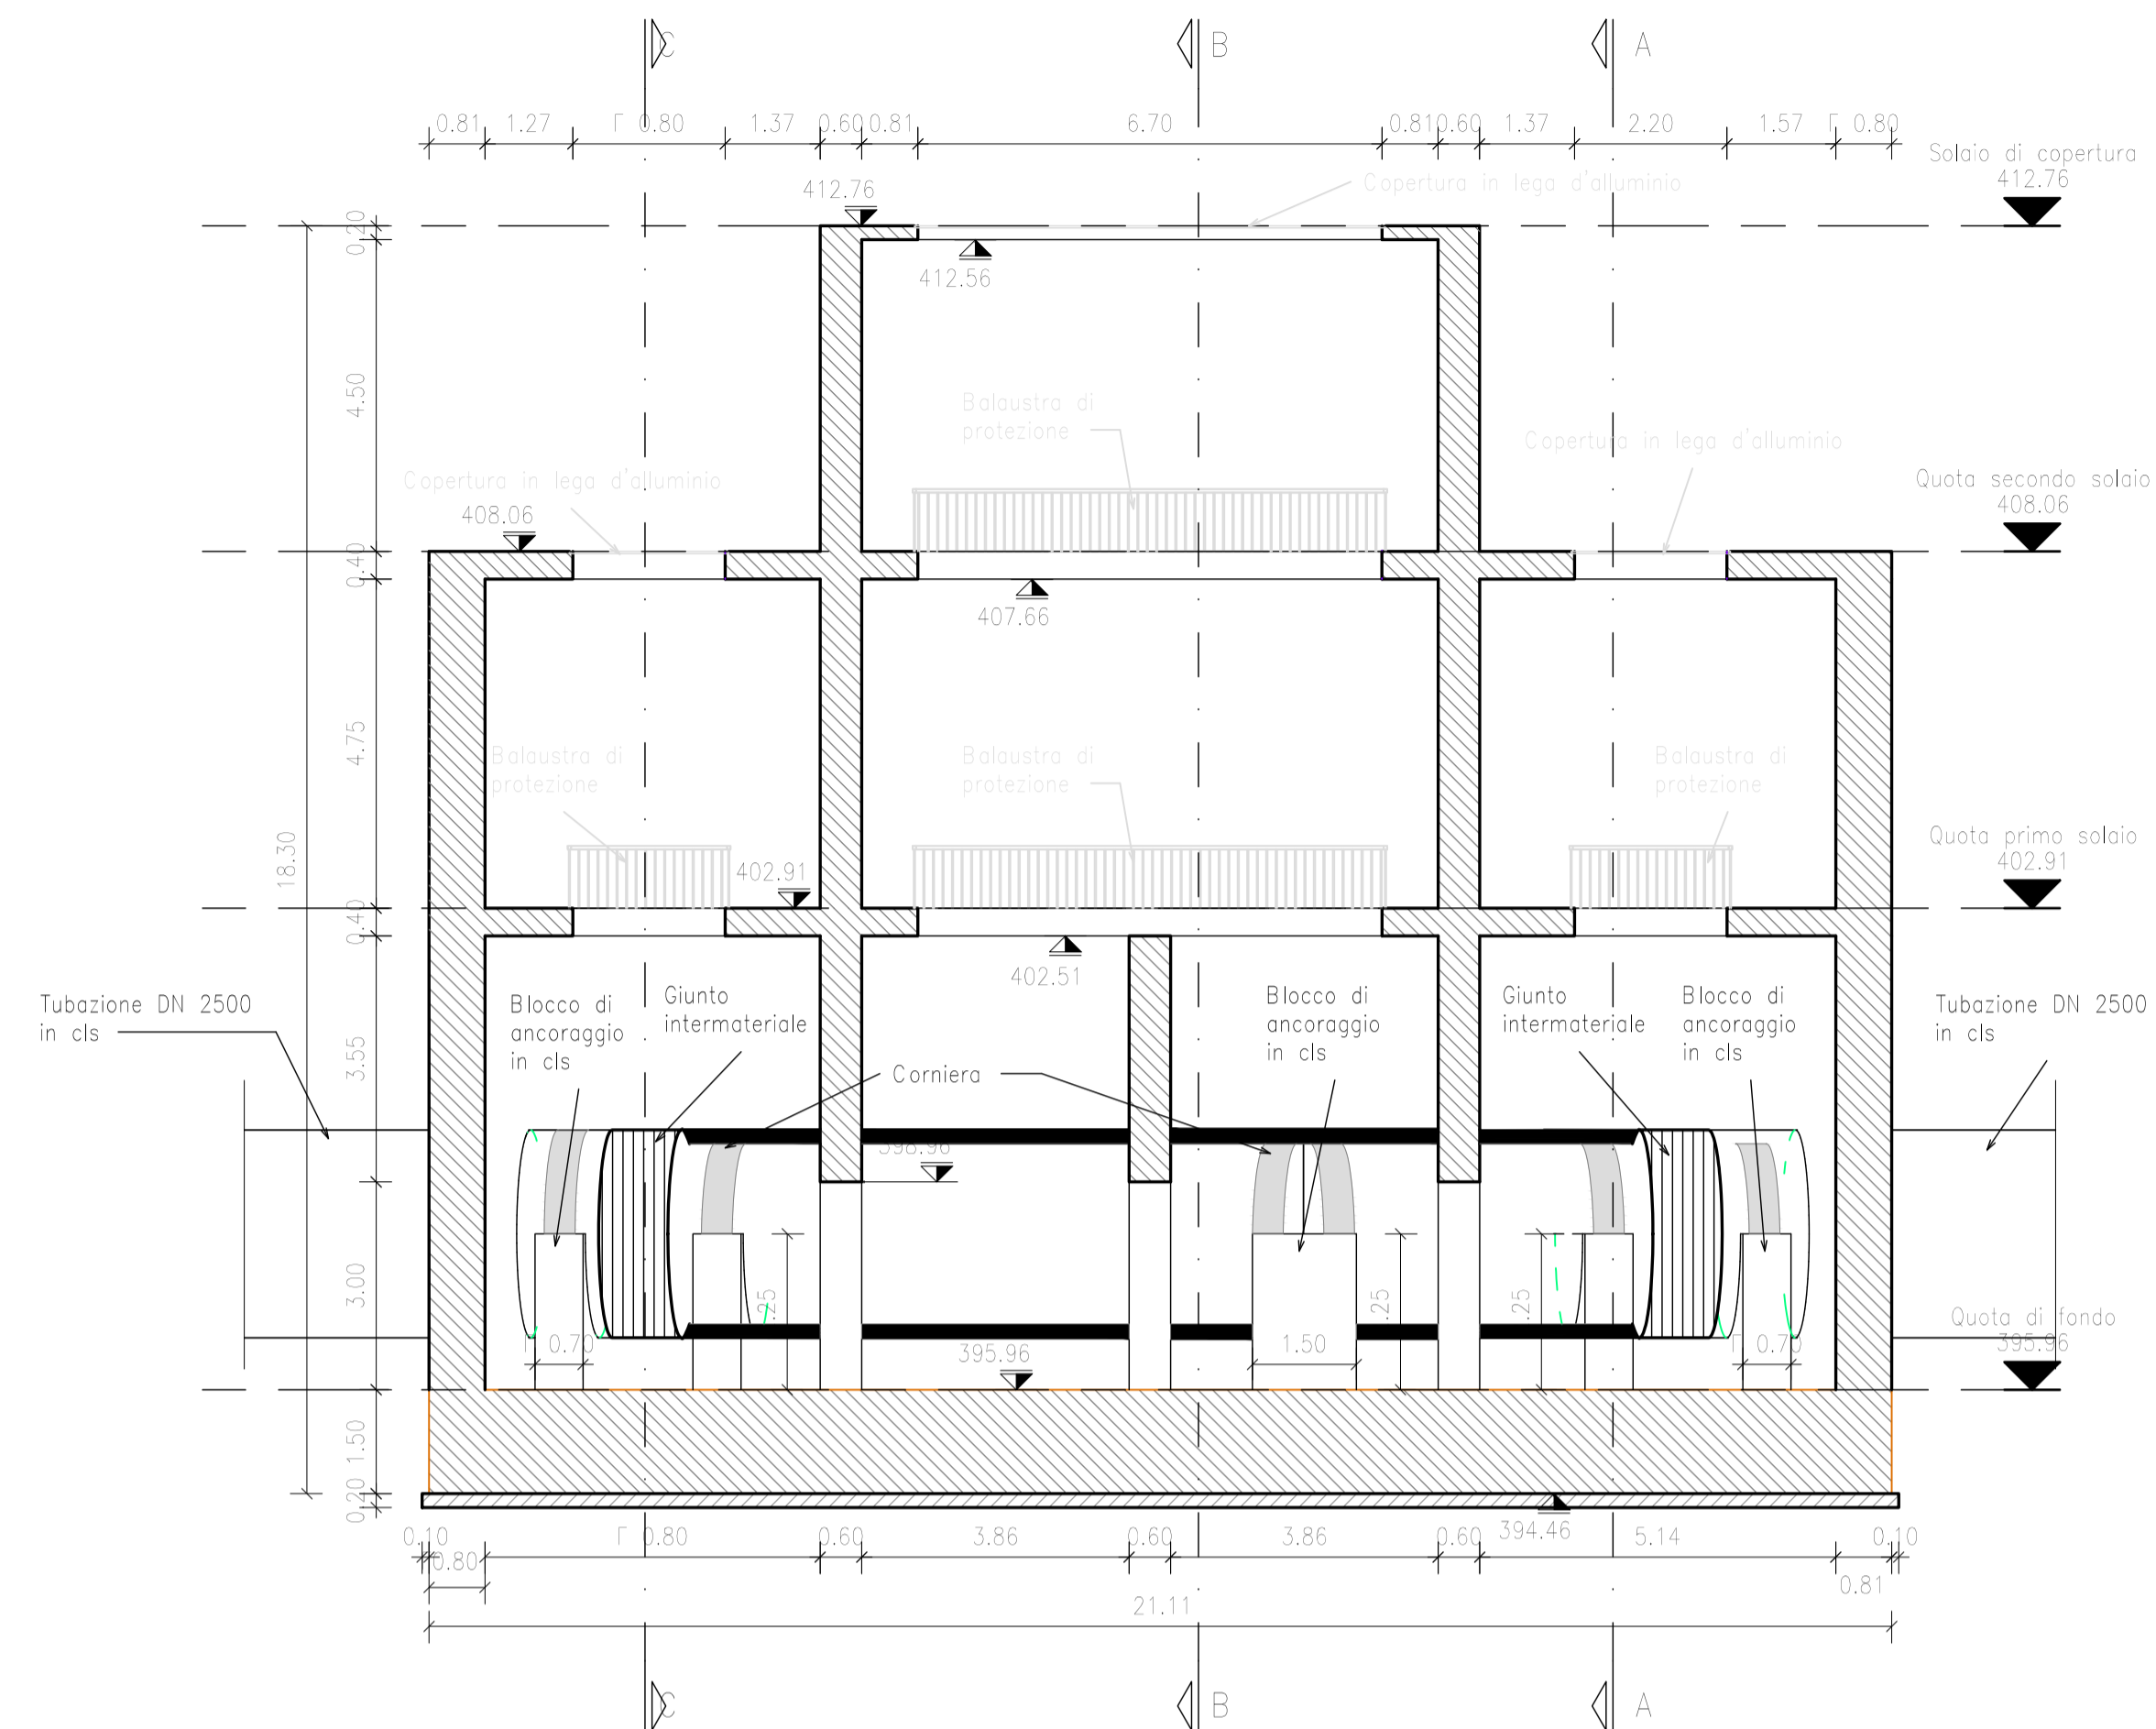 C
B
A
0.81 1.27 Γ 0.80 1.37 0.60 0.81 6.70 0.81 0.60 1.37 2.20 1.57 Γ 0.80
Solaio di copertura
412.76
412.76
Copertura in lega d'alluminio
412.56
0.20
4.50
0.40
4.75
0.40
3.55
3.00
1.50
0.20
18.30
Balaustra di
protezione
Copertura in lega d'alluminio
Copertura in lega d'alluminio
408.06
Quota secondo solaio
408.06
407.66
Balaustra di
protezione
Balaustra di
protezione
Balaustra di
protezione
402.91
Quota primo solaio
402.91
402.51
Tubazione DN 2500
in cls
Blocco di
ancoraggio
in cls
Giunto
intermateriale
Corniera
Blocco di
ancoraggio
in cls
Giunto
intermateriale
Blocco di
ancoraggio
in cls
Tubazione DN 2500
in cls
398.96
.25
.25
.25
Γ 0.70
1.50
Γ 0.70
395.96
Quota di fondo
395.96
394.46
0.10 Γ 0.80 0.60 3.86 0.60 3.86 0.60 5.14 0.10
0.80
0.81
21.11
C
B
A